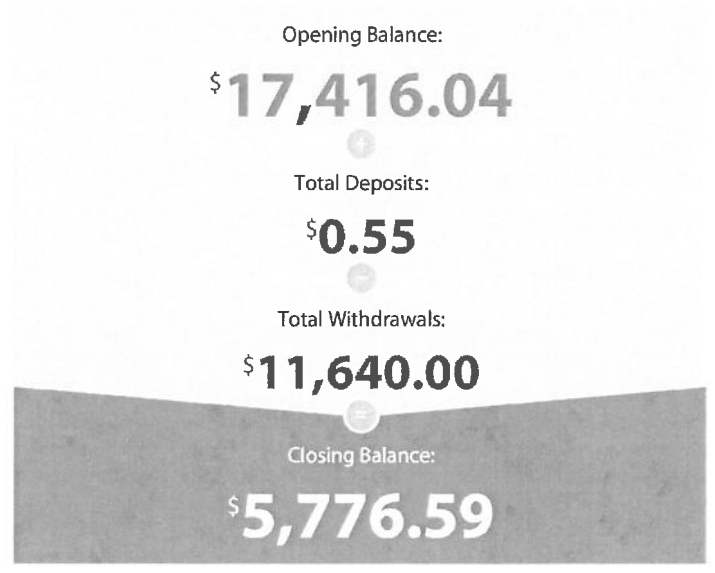 Opening Balance:
$17,416.04
+
Total Deposits:
$0.55
-
Total Withdrawals:
$11,640.00
=
Closing Balance:
$5,776.59